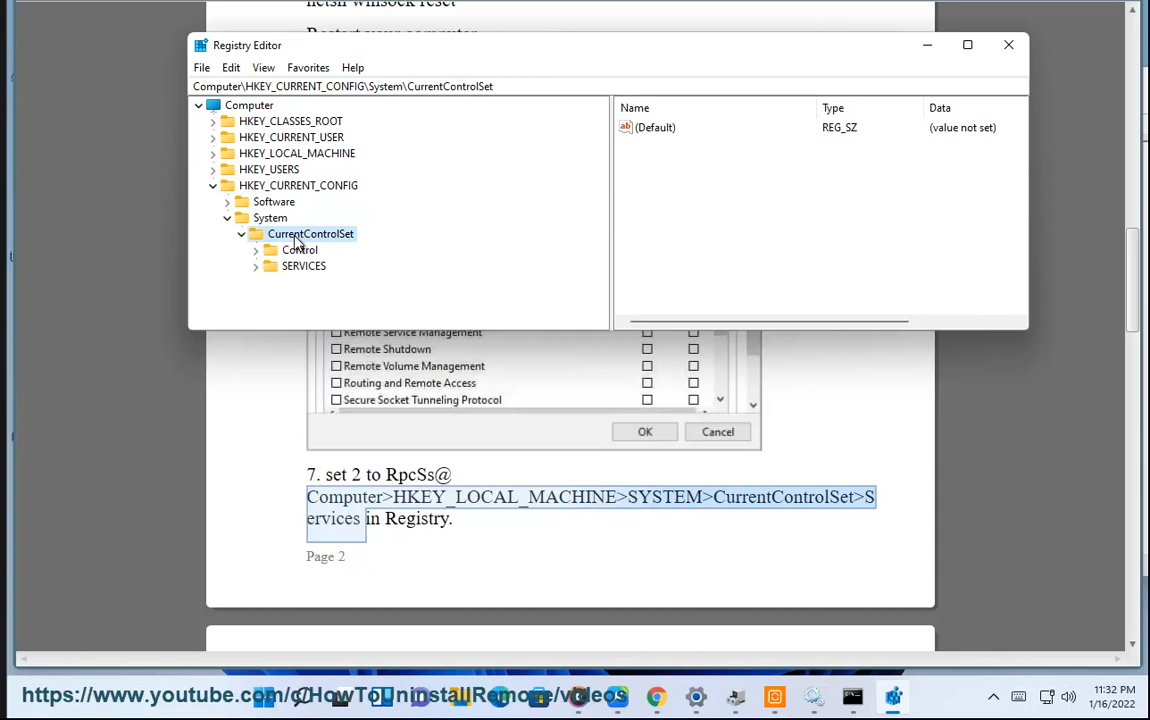 netsh winsock reset
Restart your computer
Registry Editor
File Edit View Favorites Help
Computer\HKEY_CURRENT_CONFIG\System\CurrentControlSet
Computer
HKEY_CLASSES_ROOT
HKEY_CURRENT_USER
HKEY_LOCAL_MACHINE
HKEY_USERS
HKEY_CURRENT_CONFIG
Software
System
CurrentControlSet
Control
SERVICES
Name Type Data
(Default) REG_SZ (value not set)
Remote Service Management
Remote Shutdown
Remote Volume Management
Routing and Remote Access
Secure Socket Tunneling Protocol
OK Cancel
7. set 2 to RpcSs@
Computer>HKEY_LOCAL_MACHINE>SYSTEM>CurrentControlSet>S
ervices in Registry.
Page 2
https://www.youtube.com/c/HowToUninstallRemove/videos
11:32 PM
1/16/2022